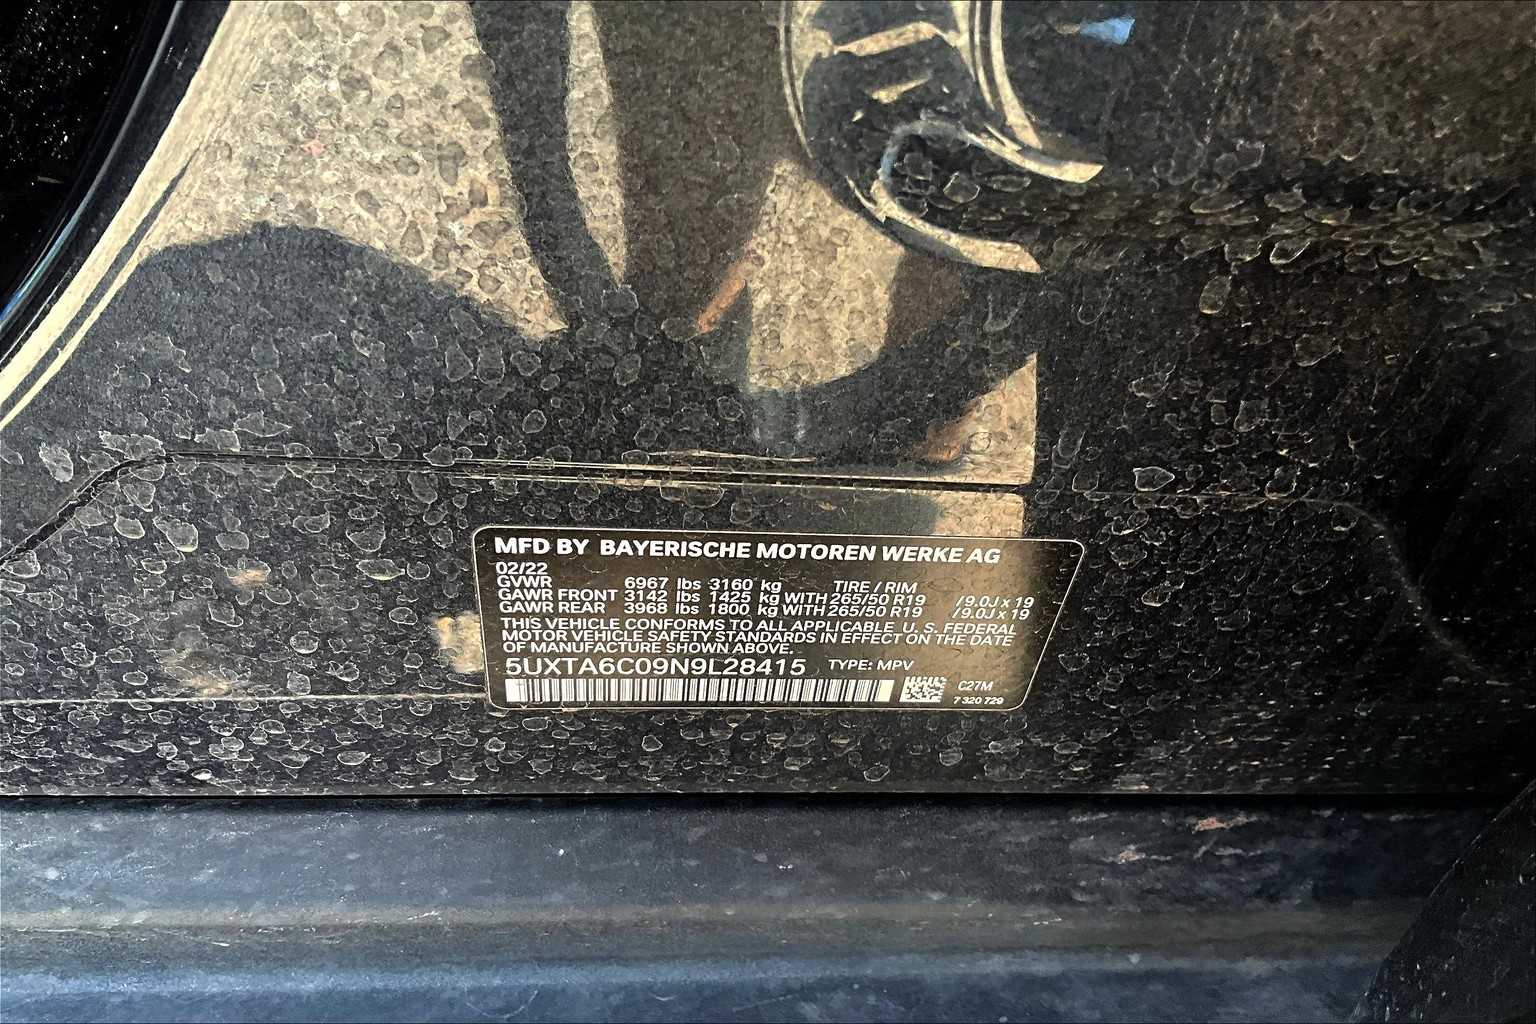 MFD BY BAYERISCHE MOTOREN WERKE AG
02/22
GVWR 6967 lbs 3160 kg TIRE / RIM
GAWR FRONT 3142 lbs 1425 kg WITH 265/50 R19 /9.0J x 19
GAWR REAR 3968 lbs 1800 kg WITH 265/50 R19 /9.0J x 19
THIS VEHICLE CONFORMS TO ALL APPLICABLE U. S. FEDERAL
MOTOR VEHICLE SAFETY STANDARDS IN EFFECT ON THE DATE
OF MANUFACTURE SHOWN ABOVE.
5UXTA6C09N9L28415 TYPE: MPV
C27M
7 320 729